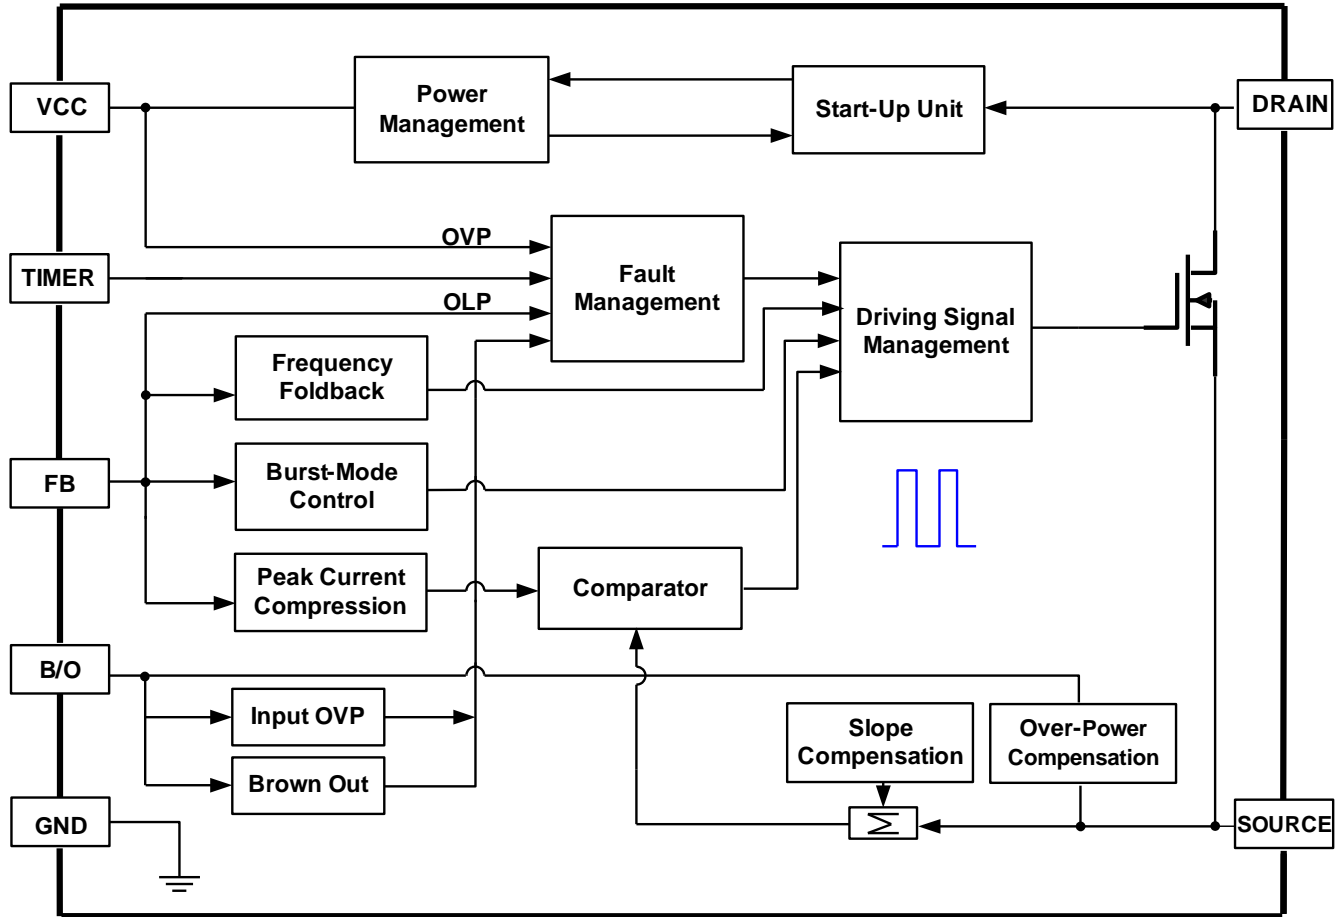 VCC
Power
Management
Start-Up Unit
DRAIN
OVP
TIMER
Fault
Management
OLP
Driving Signal
Management
Frequency
Foldback
FB
Burst-Mode
Control
Peak Current
Compression
Comparator
B/O
Input OVP
Slope
Compensation
Over-Power
Compensation
Brown Out
GND
Σ
SOURCE